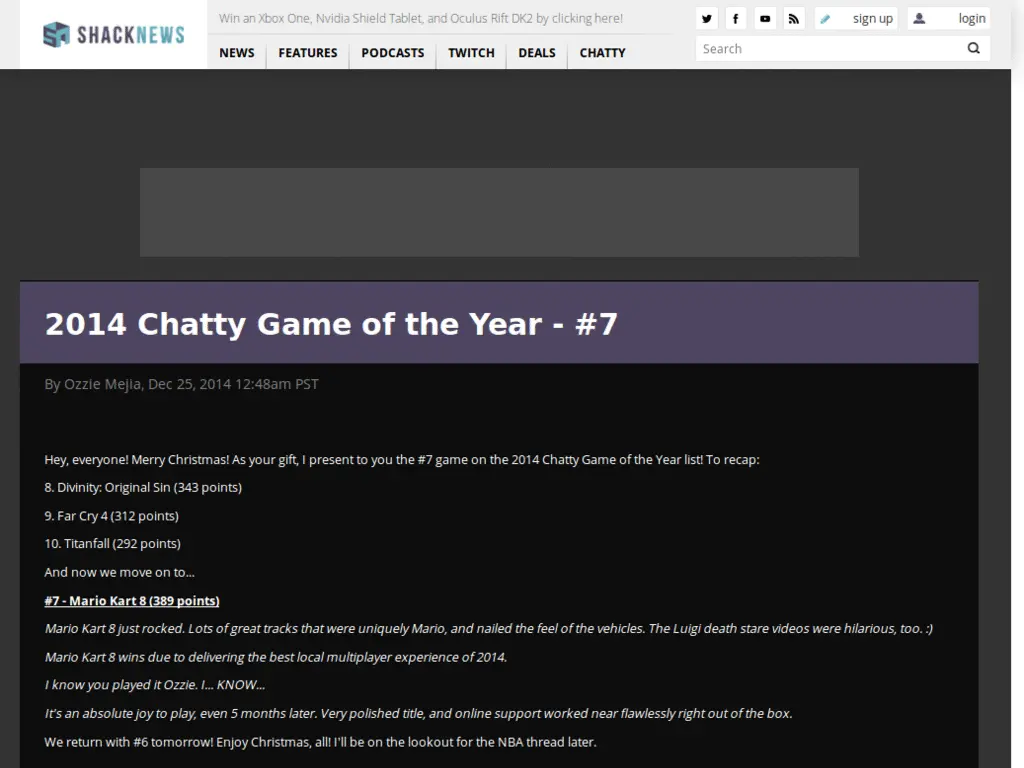 SHACKNEWS
Win an Xbox One, Nvidia Shield Tablet, and Oculus Rift DK2 by clicking here!
sign up
login
NEWS
FEATURES
PODCASTS
TWITCH
DEALS
CHATTY
Search
2014 Chatty Game of the Year - #7
By Ozzie Mejia, Dec 25, 2014 12:48am PST
Hey, everyone! Merry Christmas! As your gift, I present to you the #7 game on the 2014 Chatty Game of the Year list! To recap:
8. Divinity: Original Sin (343 points)
9. Far Cry 4 (312 points)
10. Titanfall (292 points)
And now we move on to...
#7 - Mario Kart 8 (389 points)
Mario Kart 8 just rocked. Lots of great tracks that were uniquely Mario, and nailed the feel of the vehicles. The Luigi death stare videos were hilarious, too. :)
Mario Kart 8 wins due to delivering the best local multiplayer experience of 2014.
I know you played it Ozzie. I... KNOW...
It's an absolute joy to play, even 5 months later. Very polished title, and online support worked near flawlessly right out of the box.
We return with #6 tomorrow! Enjoy Christmas, all! I'll be on the lookout for the NBA thread later.